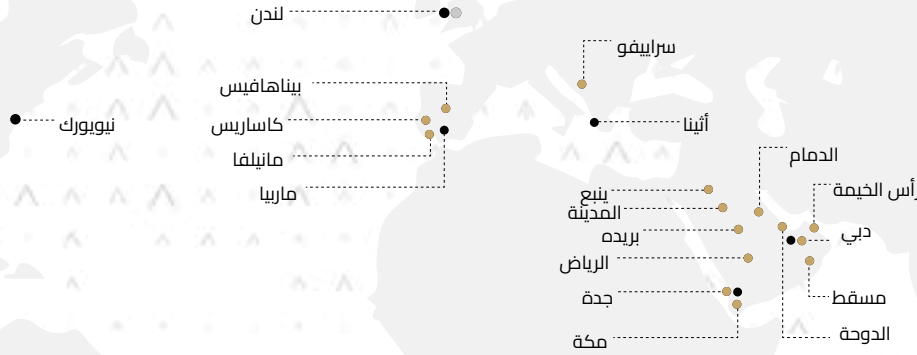 لندن
سراييفو
بيناهافيس
كاساريس
نيويورك
أثينا
مانيلفا
الدمام
ماربيا
رأس الخيمة
ينبع
المدينة
بريده
دبي
الرياض
جدة
مسقط
الدوحة
مكة